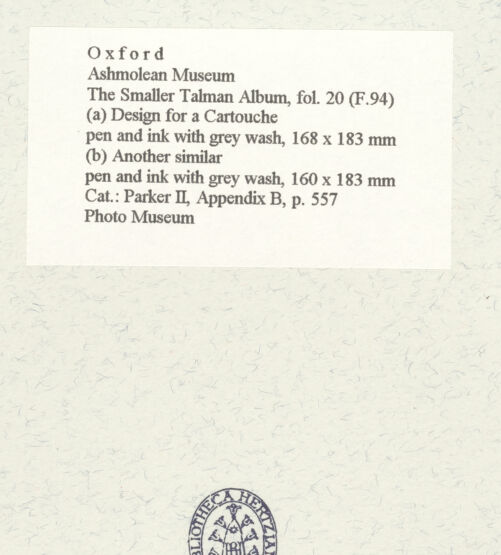 Oxford
Ashmolean Museum
The Smaller Talman Album, fol. 20 (F.94)
(a) Design for a Cartouche
pen and ink with grey wash, 168 x 183 mm
(b) Another similar
pen and ink with grey wash, 160 x 183 mm
Cat.: Parker II, Appendix B, p. 557
Photo Museum
BLIOTHECA HERTZIAN